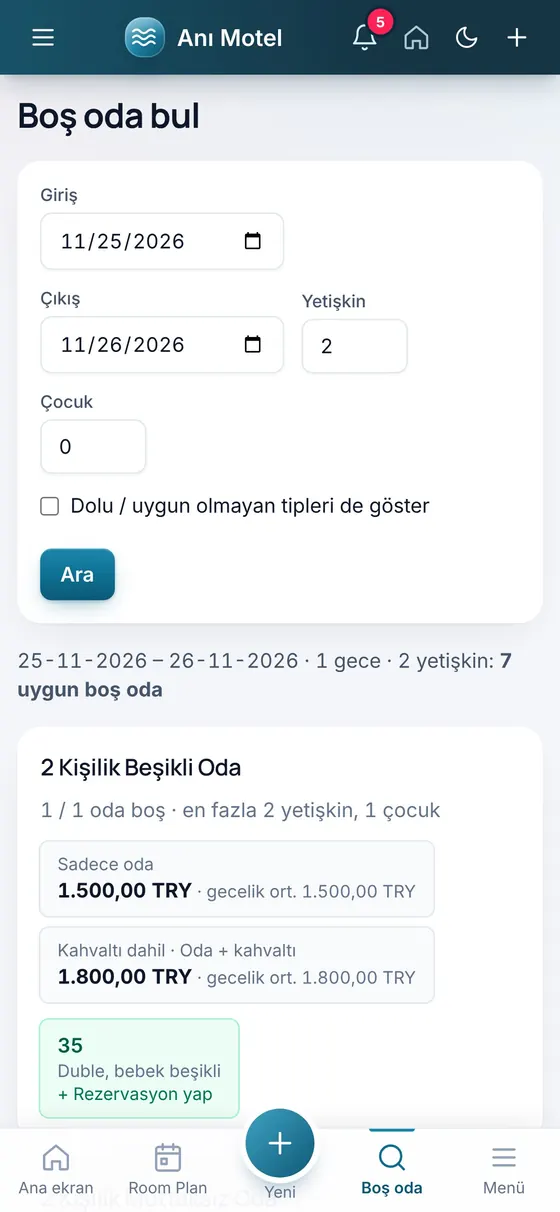 Anı Motel
5
Boş oda bul
Giriş
11/25/2026
Çıkış
11/26/2026
Yetişkin
2
Çocuk
0
Dolu / uygun olmayan tipleri de göster
Ara
25-11-2026 – 26-11-2026 · 1 gece · 2 yetişkin: 7
uygun boş oda
2 Kişilik Beşikli Oda
1 / 1 oda boş · en fazla 2 yetişkin, 1 çocuk
Sadece oda
1.500,00 TRY · gecelik ort. 1.500,00 TRY
Kahvaltı dahil · Oda + kahvaltı
1.800,00 TRY · gecelik ort. 1.800,00 TRY
35
Duble, bebek beşikli
+ Rezervasyon yap
Ana ekran
Room Plan
Yeni
Boş oda
Menü